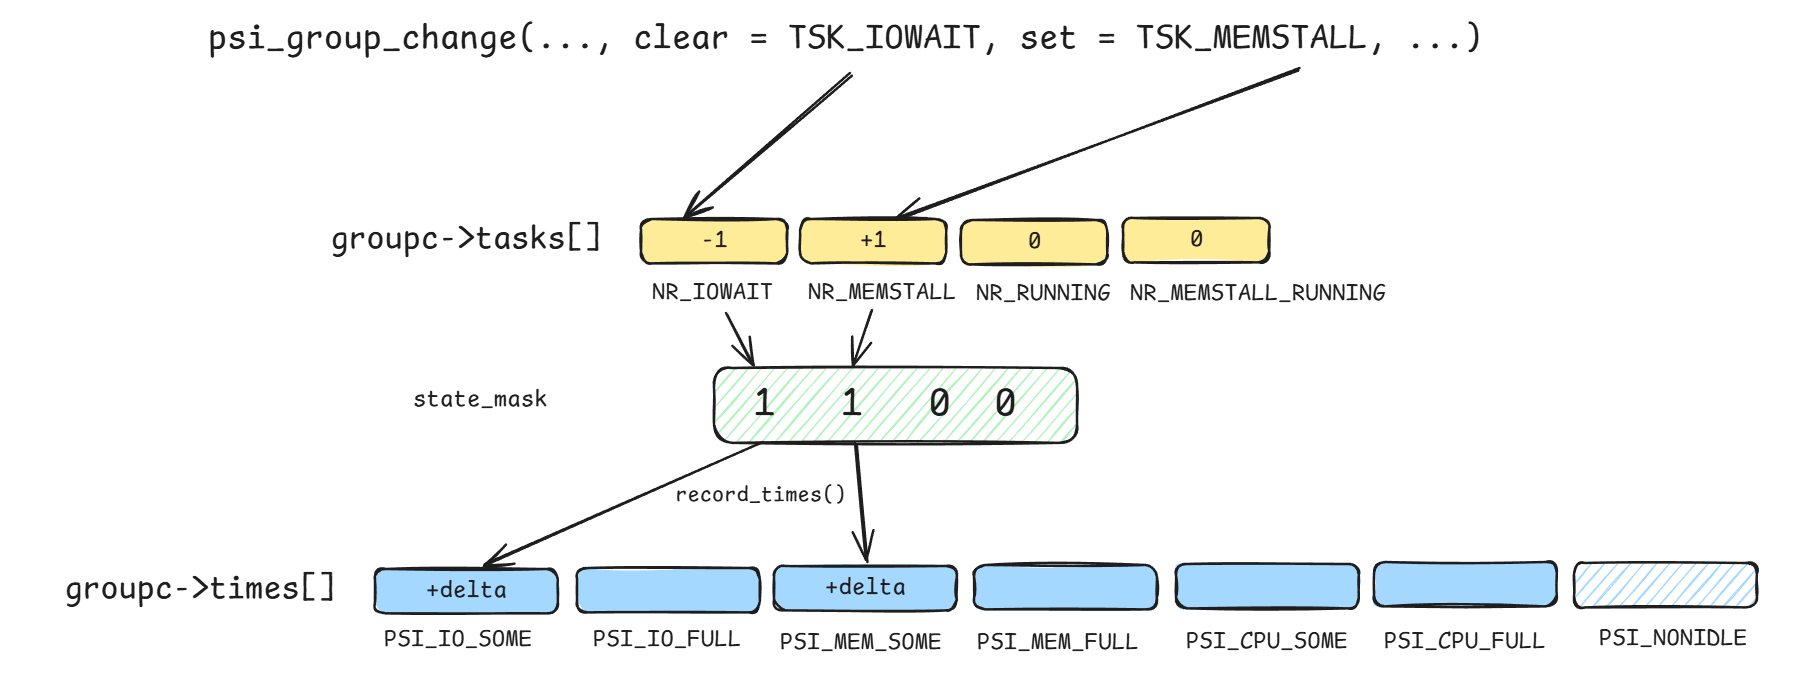 psi_group_change(..., clear = TSK_IOWAIT, set = TSK_MEMSTALL, ...)
groupc->tasks[] -1 +1 0 0
NR_IOWAIT NR_MEMSTALL NR_RUNNING NR_MEMSTALL_RUNNING
state_mask 1 1 0 0
record_times()
groupc->times[] +delta +delta
PSI_IO_SOME PSI_IO_FULL PSI_MEM_SOME PSI_MEM_FULL PSI_CPU_SOME PSI_CPU_FULL PSI_NONIDLE